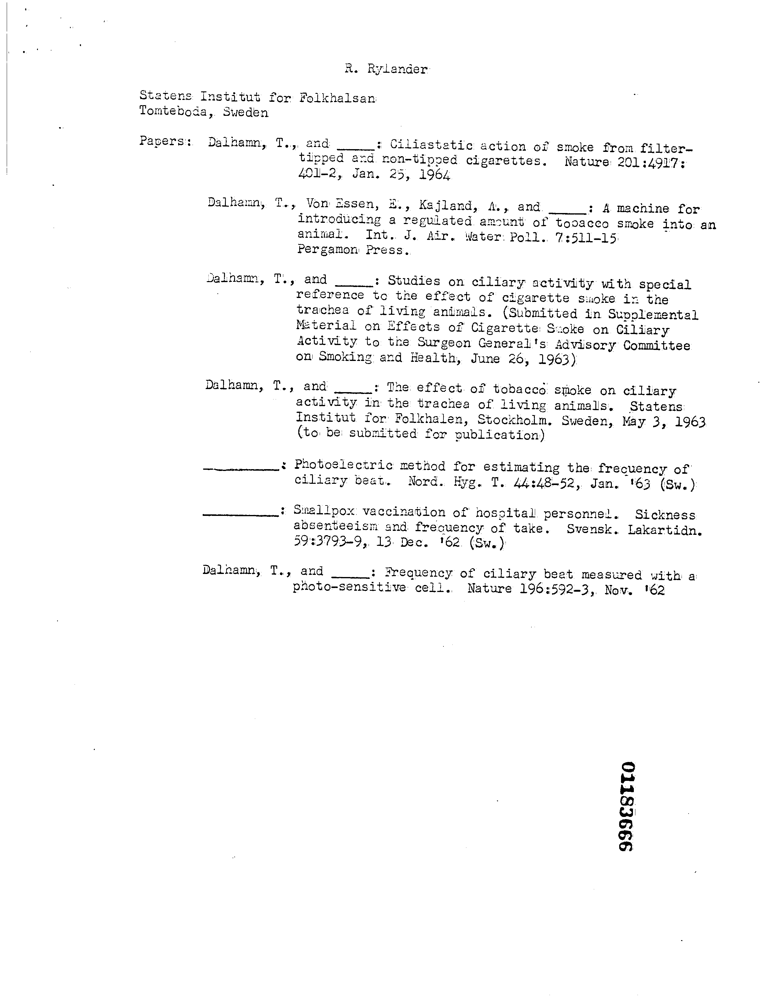 R. Rylander
Statens Institut for Folkhalsan
Tomteboda, Sweden
Papers: Dalhamn, T., and _____: Ciliastatic action of smoke from filter-
tipped and non-tipped cigarettes. Nature 201:4917:
401-2, Jan. 25, 1964
Dalhamn, T., Von Essen, E., Kajland, A., and _____: A machine for
introducing a regulated amount of tobacco smoke into an
animal. Int. J. Air. Water Poll. 7:511-15
Pergamon Press.
Dalhamn, T., and _____: Studies on ciliary activity with special
reference to the effect of cigarette smoke in the
trachea of living animals. (Submitted in Supplemental
Material on Effects of Cigarette Smoke on Ciliary
Activity to the Surgeon General's Advisory Committee
on Smoking and Health, June 26, 1963)
Dalhamn, T., and _____: The effect of tobacco smoke on ciliary
activity in the trachea of living animals. Statens
Institut for Folkhalen, Stockholm. Sweden, May 3, 1963
(to be submitted for publication)
__________: Photoelectric method for estimating the frequency of
ciliary beat. Nord. Hyg. T. 44:48-52, Jan. '63 (Sw.)
__________: Smallpox vaccination of hospital personnel. Sickness
absenteeism and frequency of take. Svensk. Lakartidn.
59:3793-9, 13 Dec. '62 (Sw.)
Dalhamn, T., and _____: Frequency of ciliary beat measured with a
photo-sensitive cell. Nature 196:592-3, Nov. '62
01183666